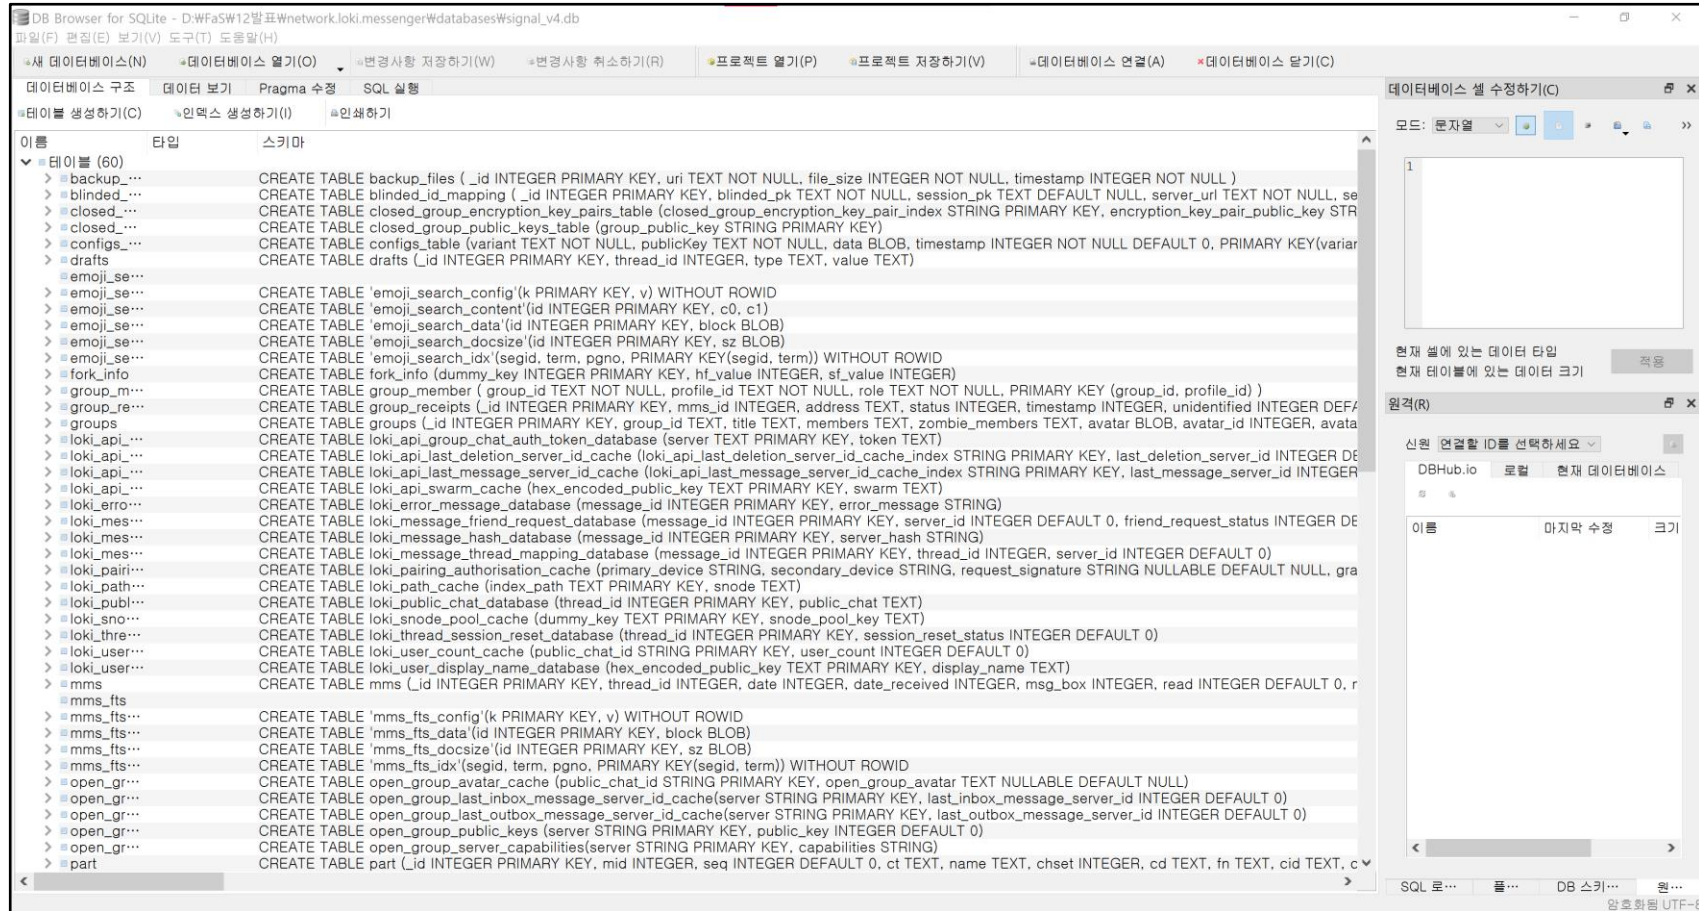 DB Browser for SQLite - D:₩FaS₩12발표₩network.loki.messenger₩databases₩signal_v4.db
파일(F) 편집(E) 보기(V) 도구(T) 도움말(H)
새 데이터베이스(N) 데이터베이스 열기(O) 변경사항 저장하기(W) 변경사항 취소하기(R) 프로젝트 열기(P) 프로젝트 저장하기(V) 데이터베이스 연결(A) 데이터베이스 닫기(C)
데이터베이스 구조 데이터 보기 Pragma 수정 SQL 실행
테이블 생성하기(C) 인덱스 생성하기(I) 인쇄하기
이름 타입 스키마
테이블 (60)
backup_··· CREATE TABLE backup_files ( _id INTEGER PRIMARY KEY, uri TEXT NOT NULL, file_size INTEGER NOT NULL, timestamp INTEGER NOT NULL )
blinded_··· CREATE TABLE blinded_id_mapping ( _id INTEGER PRIMARY KEY, blinded_pk TEXT NOT NULL, session_pk TEXT DEFAULT NULL, server_url TEXT NOT NULL, se
closed_··· CREATE TABLE closed_group_encryption_key_pairs_table (closed_group_encryption_key_pair_index STRING PRIMARY KEY, encryption_key_pair_public_key STR
closed_··· CREATE TABLE closed_group_public_keys_table (group_public_key STRING PRIMARY KEY)
configs_··· CREATE TABLE configs_table (variant TEXT NOT NULL, publicKey TEXT NOT NULL, data BLOB, timestamp INTEGER NOT NULL DEFAULT 0, PRIMARY KEY(variar
drafts CREATE TABLE drafts (_id INTEGER PRIMARY KEY, thread_id INTEGER, type TEXT, value TEXT)
emoji_se···
emoji_se··· CREATE TABLE 'emoji_search_config'(k PRIMARY KEY, v) WITHOUT ROWID
emoji_se··· CREATE TABLE 'emoji_search_content'(id INTEGER PRIMARY KEY, c0, c1)
emoji_se··· CREATE TABLE 'emoji_search_data'(id INTEGER PRIMARY KEY, block BLOB)
emoji_se··· CREATE TABLE 'emoji_search_docsize'(id INTEGER PRIMARY KEY, sz BLOB)
emoji_se··· CREATE TABLE 'emoji_search_idx'(segid, term, pgno, PRIMARY KEY(segid, term)) WITHOUT ROWID
fork_info CREATE TABLE fork_info (dummy_key INTEGER PRIMARY KEY, hf_value INTEGER, sf_value INTEGER)
group_m··· CREATE TABLE group_member ( group_id TEXT NOT NULL, profile_id TEXT NOT NULL, role TEXT NOT NULL, PRIMARY KEY (group_id, profile_id) )
group_re··· CREATE TABLE group_receipts (_id INTEGER PRIMARY KEY, mms_id INTEGER, address TEXT, status INTEGER, timestamp INTEGER, unidentified INTEGER DEFA
groups CREATE TABLE groups (_id INTEGER PRIMARY KEY, group_id TEXT, title TEXT, members TEXT, zombie_members TEXT, avatar BLOB, avatar_id INTEGER, avata
loki_api_··· CREATE TABLE loki_api_group_chat_auth_token_database (server TEXT PRIMARY KEY, token TEXT)
loki_api_··· CREATE TABLE loki_api_last_deletion_server_id_cache (loki_api_last_deletion_server_id_cache_index STRING PRIMARY KEY, last_deletion_server_id INTEGER DE
loki_api_··· CREATE TABLE loki_api_last_message_server_id_cache (loki_api_last_message_server_id_cache_index STRING PRIMARY KEY, last_message_server_id INTEGER
loki_api_··· CREATE TABLE loki_api_swarm_cache (hex_encoded_public_key TEXT PRIMARY KEY, swarm TEXT)
loki_erro··· CREATE TABLE loki_error_message_database (message_id INTEGER PRIMARY KEY, error_message STRING)
loki_mes··· CREATE TABLE loki_message_friend_request_database (message_id INTEGER PRIMARY KEY, server_id INTEGER DEFAULT 0, friend_request_status INTEGER DE
loki_mes··· CREATE TABLE loki_message_hash_database (message_id INTEGER PRIMARY KEY, server_hash STRING)
loki_mes··· CREATE TABLE loki_message_thread_mapping_database (message_id INTEGER PRIMARY KEY, thread_id INTEGER, server_id INTEGER DEFAULT 0)
loki_pairi··· CREATE TABLE loki_pairing_authorisation_cache (primary_device STRING, secondary_device STRING, request_signature STRING NULLABLE DEFAULT NULL, gra
loki_path··· CREATE TABLE loki_path_cache (index_path TEXT PRIMARY KEY, snode TEXT)
loki_publ··· CREATE TABLE loki_public_chat_database (thread_id INTEGER PRIMARY KEY, public_chat TEXT)
loki_sno··· CREATE TABLE loki_snode_pool_cache (dummy_key TEXT PRIMARY KEY, snode_pool_key TEXT)
loki_thre··· CREATE TABLE loki_thread_session_reset_database (thread_id INTEGER PRIMARY KEY, session_reset_status INTEGER DEFAULT 0)
loki_user··· CREATE TABLE loki_user_count_cache (public_chat_id STRING PRIMARY KEY, user_count INTEGER DEFAULT 0)
loki_user··· CREATE TABLE loki_user_display_name_database (hex_encoded_public_key TEXT PRIMARY KEY, display_name TEXT)
mms CREATE TABLE mms (_id INTEGER PRIMARY KEY, thread_id INTEGER, date INTEGER, date_received INTEGER, msg_box INTEGER, read INTEGER DEFAULT 0, r
mms_fts
mms_fts··· CREATE TABLE 'mms_fts_config'(k PRIMARY KEY, v) WITHOUT ROWID
mms_fts··· CREATE TABLE 'mms_fts_data'(id INTEGER PRIMARY KEY, block BLOB)
mms_fts··· CREATE TABLE 'mms_fts_docsize'(id INTEGER PRIMARY KEY, sz BLOB)
mms_fts··· CREATE TABLE 'mms_fts_idx'(segid, term, pgno, PRIMARY KEY(segid, term)) WITHOUT ROWID
open_gr··· CREATE TABLE open_group_avatar_cache (public_chat_id STRING PRIMARY KEY, open_group_avatar TEXT NULLABLE DEFAULT NULL)
open_gr··· CREATE TABLE open_group_last_inbox_message_server_id_cache(server STRING PRIMARY KEY, last_inbox_message_server_id INTEGER DEFAULT 0)
open_gr··· CREATE TABLE open_group_last_outbox_message_server_id_cache(server STRING PRIMARY KEY, last_outbox_message_server_id INTEGER DEFAULT 0)
open_gr··· CREATE TABLE open_group_public_keys (server STRING PRIMARY KEY, public_key INTEGER DEFAULT 0)
open_gr··· CREATE TABLE open_group_server_capabilities(server STRING PRIMARY KEY, capabilities STRING)
part CREATE TABLE part (_id INTEGER PRIMARY KEY, mid INTEGER, seq INTEGER DEFAULT 0, ct TEXT, name TEXT, chset INTEGER, cd TEXT, fn TEXT, cid TEXT, c
데이터베이스 셀 수정하기(C)
모드: 문자열
1
현재 셀에 있는 데이터 타입
현재 테이블에 있는 데이터 크기
적용
원격(R)
신원 연결할 ID를 선택하세요
DBHub.io 로컬 현재 데이터베이스
이름 마지막 수정 크기
SQL 로··· 플··· DB 스키··· 원···
암호화됨 UTF-8